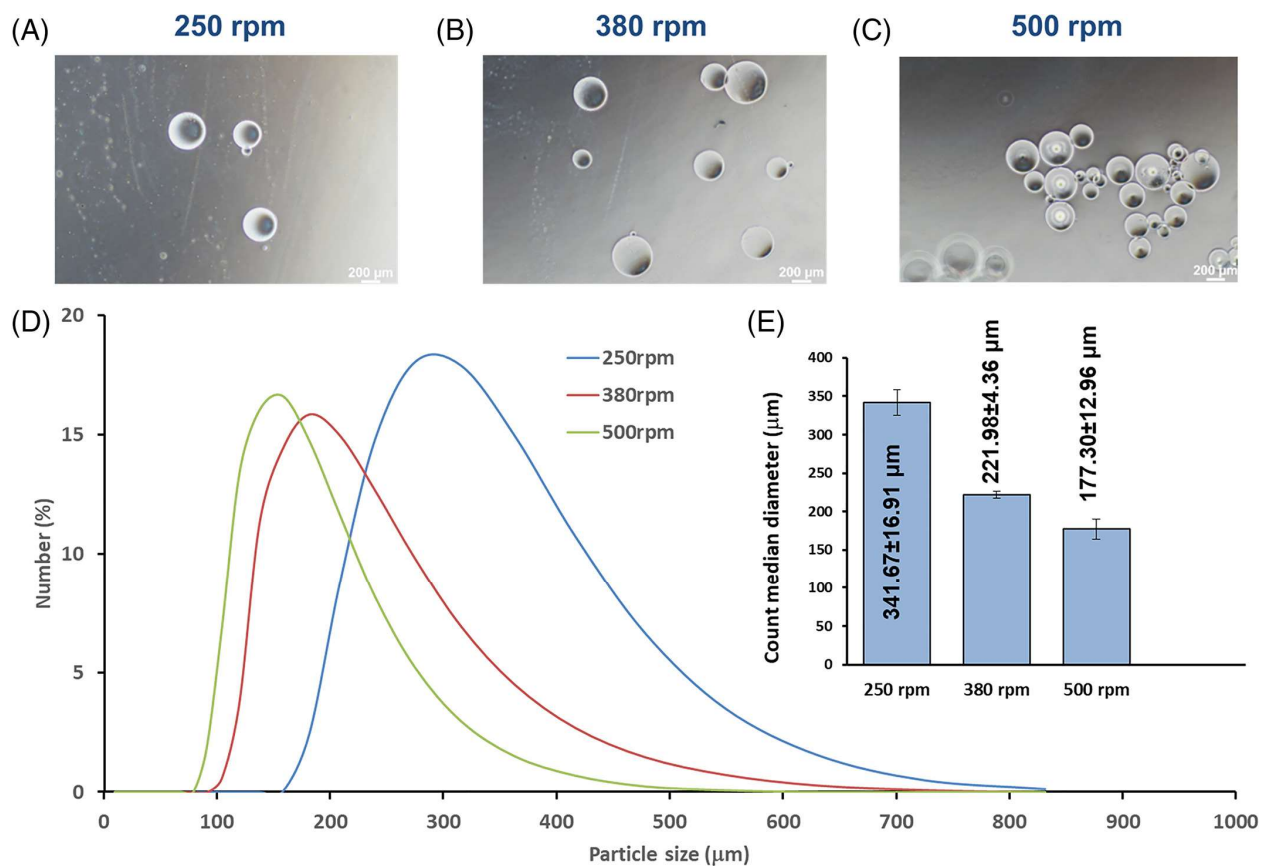 (A) 250 rpm
(B) 380 rpm
(C) 500 rpm
200 μm
200 μm
200 μm
(D)
20
15
10
5
0
Number (%)
0 100 200 300 400 500 600 700 800 900 1000
Particle size (μm)
250rpm
380rpm
500rpm
(E)
400
350
300
250
200
150
100
50
0
Count median diameter (μm)
341.67±16.91 μm
221.98±4.36 μm
177.30±12.96 μm
250 rpm 380 rpm 500 rpm